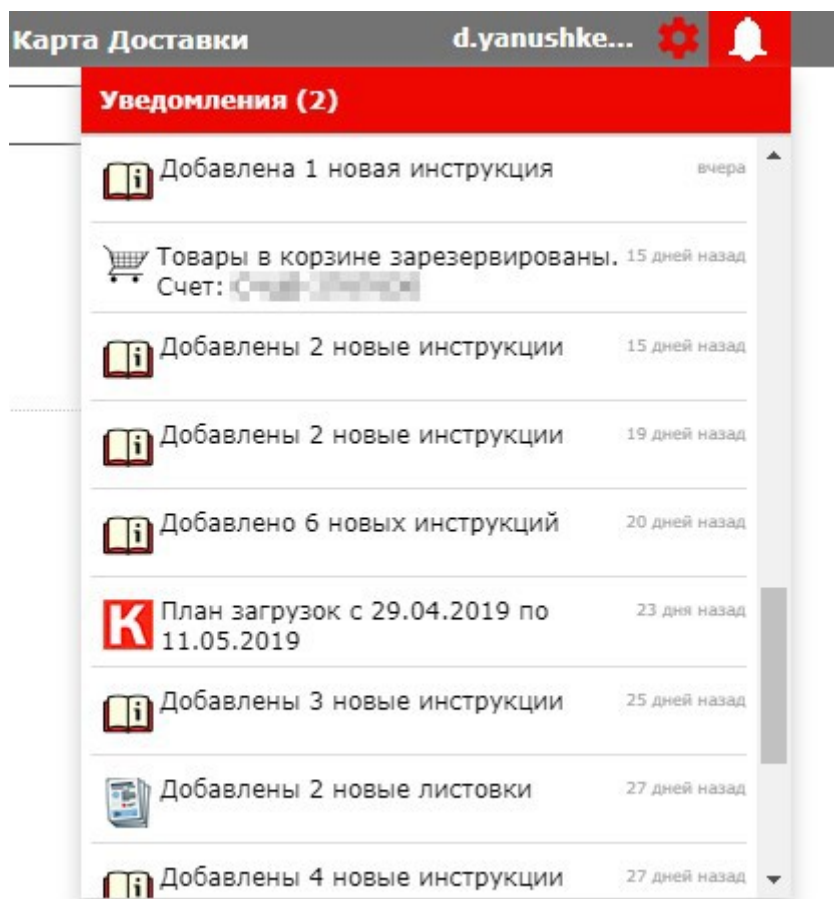 Карта Доставки
d.yanushke...
Уведомления (2)
Добавлена 1 новая инструкция
вчера
Товары в корзине зарезервированы.
15 дней назад
Счет:
Добавлены 2 новые инструкции
15 дней назад
Добавлены 2 новые инструкции
19 дней назад
Добавлено 6 новых инструкций
20 дней назад
К
План загрузок с 29.04.2019 по
23 дня назад
11.05.2019
Добавлены 3 новые инструкции
25 дней назад
Добавлены 2 новые листовки
27 дней назад
Добавлены 4 новые инструкции
27 дней назад